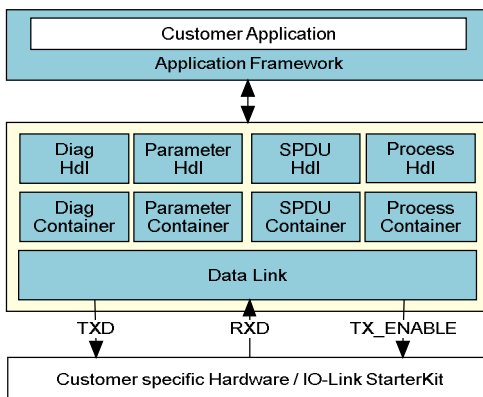 Customer Application
Application Framework
Diag
Hdl
Parameter
Hdl
SPDU
Hdl
Process
Hdl
Diag
Container
Parameter
Container
SPDU
Container
Process
Container
Data Link
TXD
RXD
TX_ENABLE
Customer specific Hardware / IO-Link StarterKit